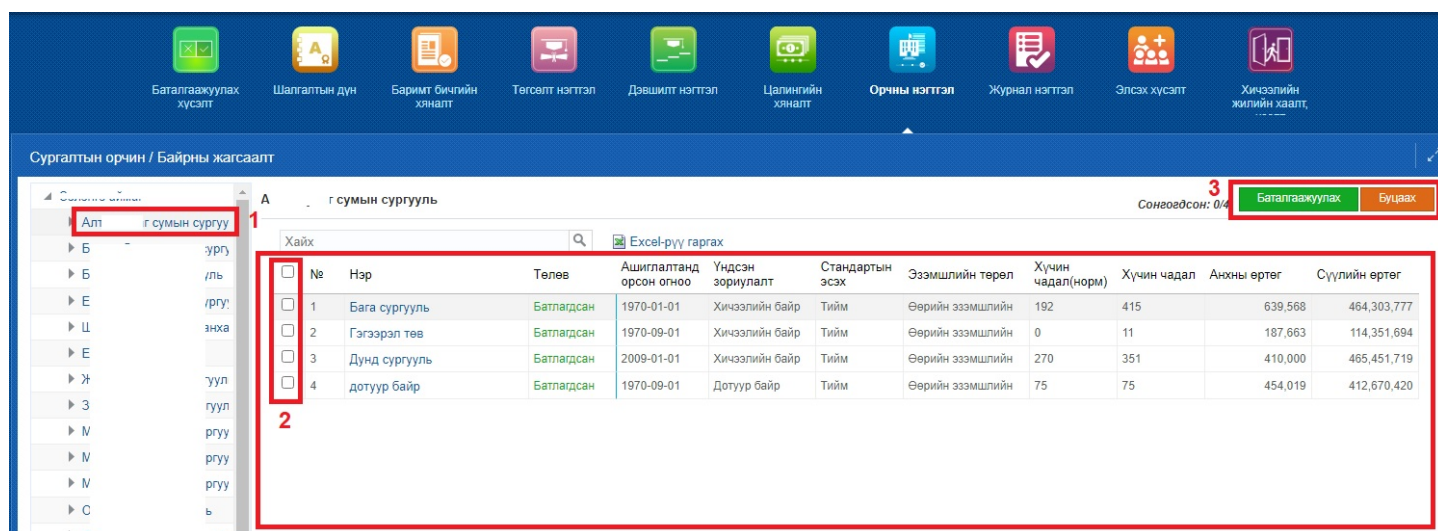 Баталгаажуулах
хүсэлт
Шалгалтын дүн
Баримт бичгийн
хяналт
Төгсөлт нэгтгэл
Дэвшилт нэгтгэл
Цалингийн
хяналт
Орчны нэгтгэл
Журнал нэгтгэл
Элсэх хүсэлт
Хичээлийн
жилийн хаалт,
Сургалтын орчин / Байрны жагсаалт
г сумын сургууль
3
Сонгогдсон: 0/4
Баталгаажуулах
Буцаах
1
Хайх
Excel-рүү гаргах
№ Нэр Төлөв Ашиглалтанд орсон огноо Үндсэн зориулалт Стандартын эсэх Эзэмшлийн төрөл Хүчин чадал(норм) Хүчин чадал Анхны өртөг Сүүлийн өртөг
1 Бага сургууль Батлагдсан 1970-01-01 Хичээлийн байр Тийм Өөрийн эзэмшлийн 192 415 639,568 464,303,777
2 Гэгээрэл төв Батлагдсан 1970-09-01 Хичээлийн байр Тийм Өөрийн эзэмшлийн 0 11 187,663 114,351,694
3 Дунд сургууль Батлагдсан 2009-01-01 Хичээлийн байр Тийм Өөрийн эзэмшлийн 270 351 410,000 465,451,719
4 дотуур байр Батлагдсан 1970-09-01 Дотуур байр Тийм Өөрийн эзэмшлийн 75 75 454,019 412,670,420
2